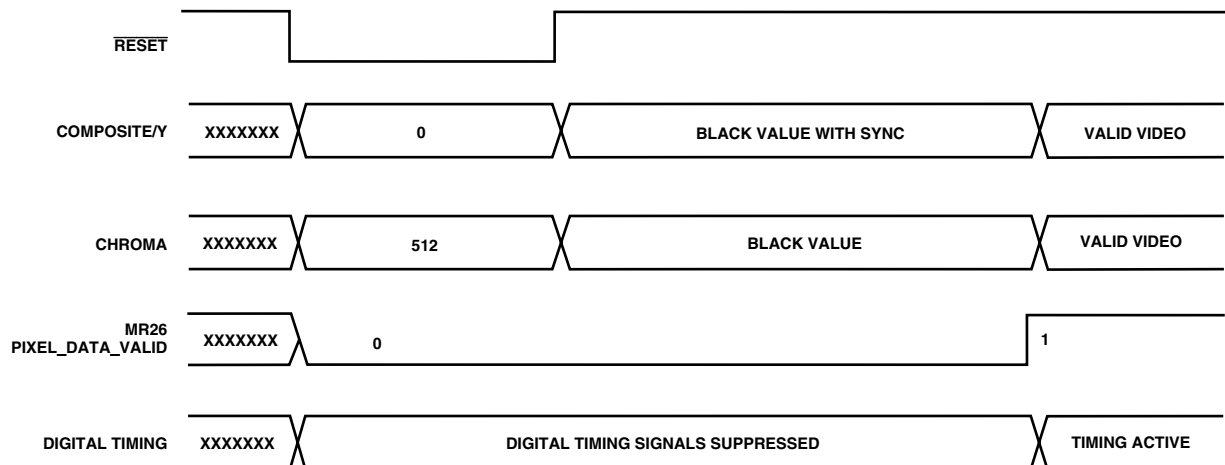 RESET
COMPOSITE/Y XXXXXXX 0 BLACK VALUE WITH SYNC VALID VIDEO
CHROMA XXXXXXX 512 BLACK VALUE VALID VIDEO
MR26
PIXEL_DATA_VALID XXXXXXX 0 1
DIGITAL TIMING XXXXXXX DIGITAL TIMING SIGNALS SUPPRESSED TIMING ACTIVE